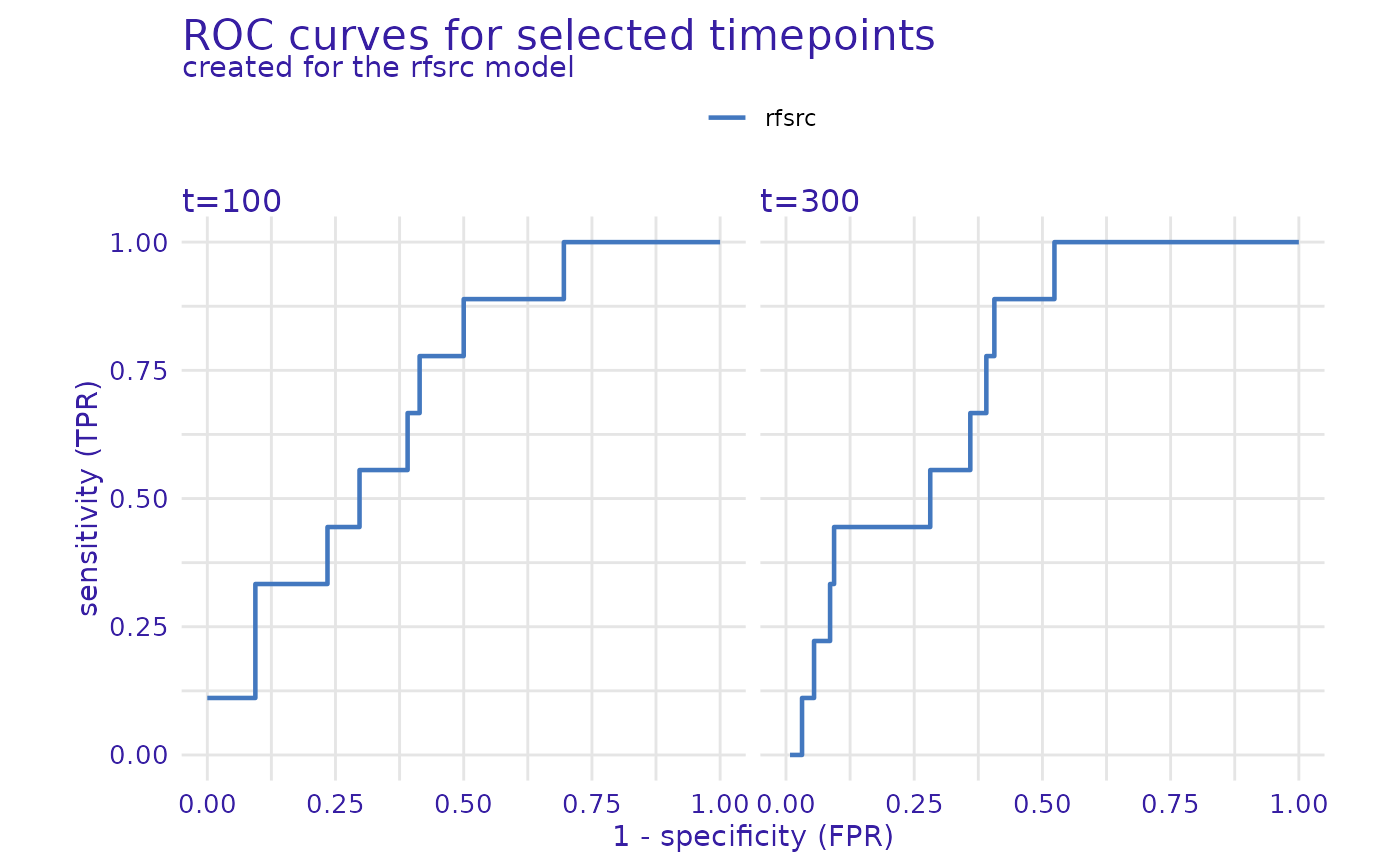 ROC curves for selected timepoints
created for the rfsrc model
rfsrc
t=100
t=300
sensitivity (TPR)
1.00
0.75
0.50
0.25
0.00
0.00 0.25 0.50 0.75 1.00 0.00 0.25 0.50 0.75 1.00
1 - specificity (FPR)